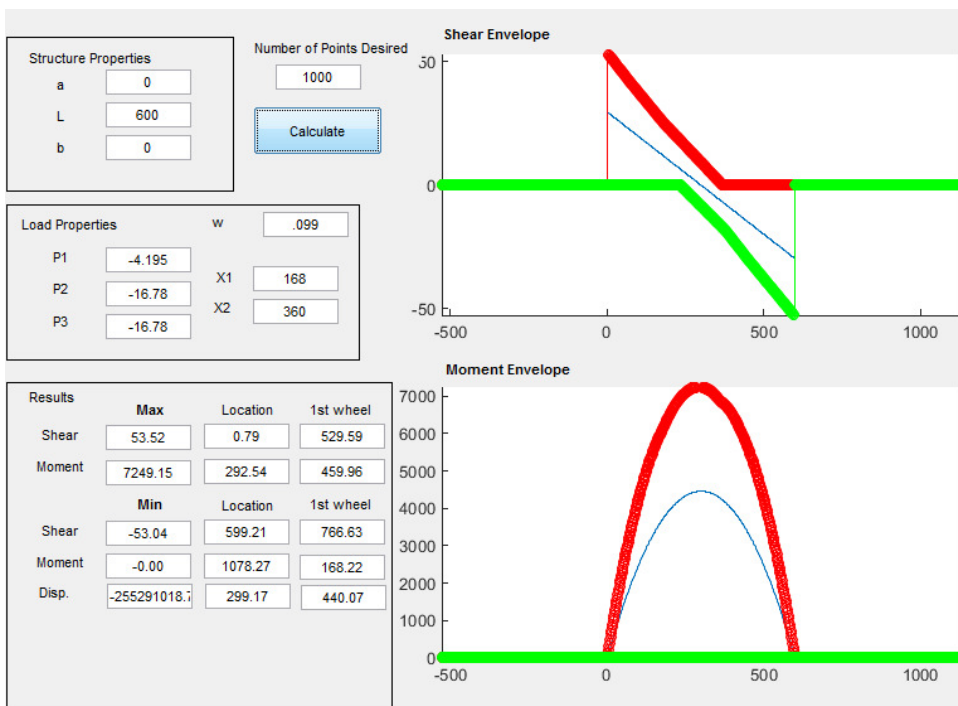 Structure Properties
a 0
L 600
b 0
Number of Points Desired
1000
Calculate
Load Properties
w .099
P1 -4.195
P2 -16.78
P3 -16.78
X1 168
X2 360
Results
Max Location 1st wheel
Shear 53.52 0.79 529.59
Moment 7249.15 292.54 459.96
Min Location 1st wheel
Shear -53.04 599.21 766.63
Moment -0.00 1078.27 168.22
Disp. -255291018.7 299.17 440.07
Shear Envelope
50
0
-50
-500 0 500 1000
Moment Envelope
7000
6000
5000
4000
3000
2000
1000
0
-500 0 500 1000